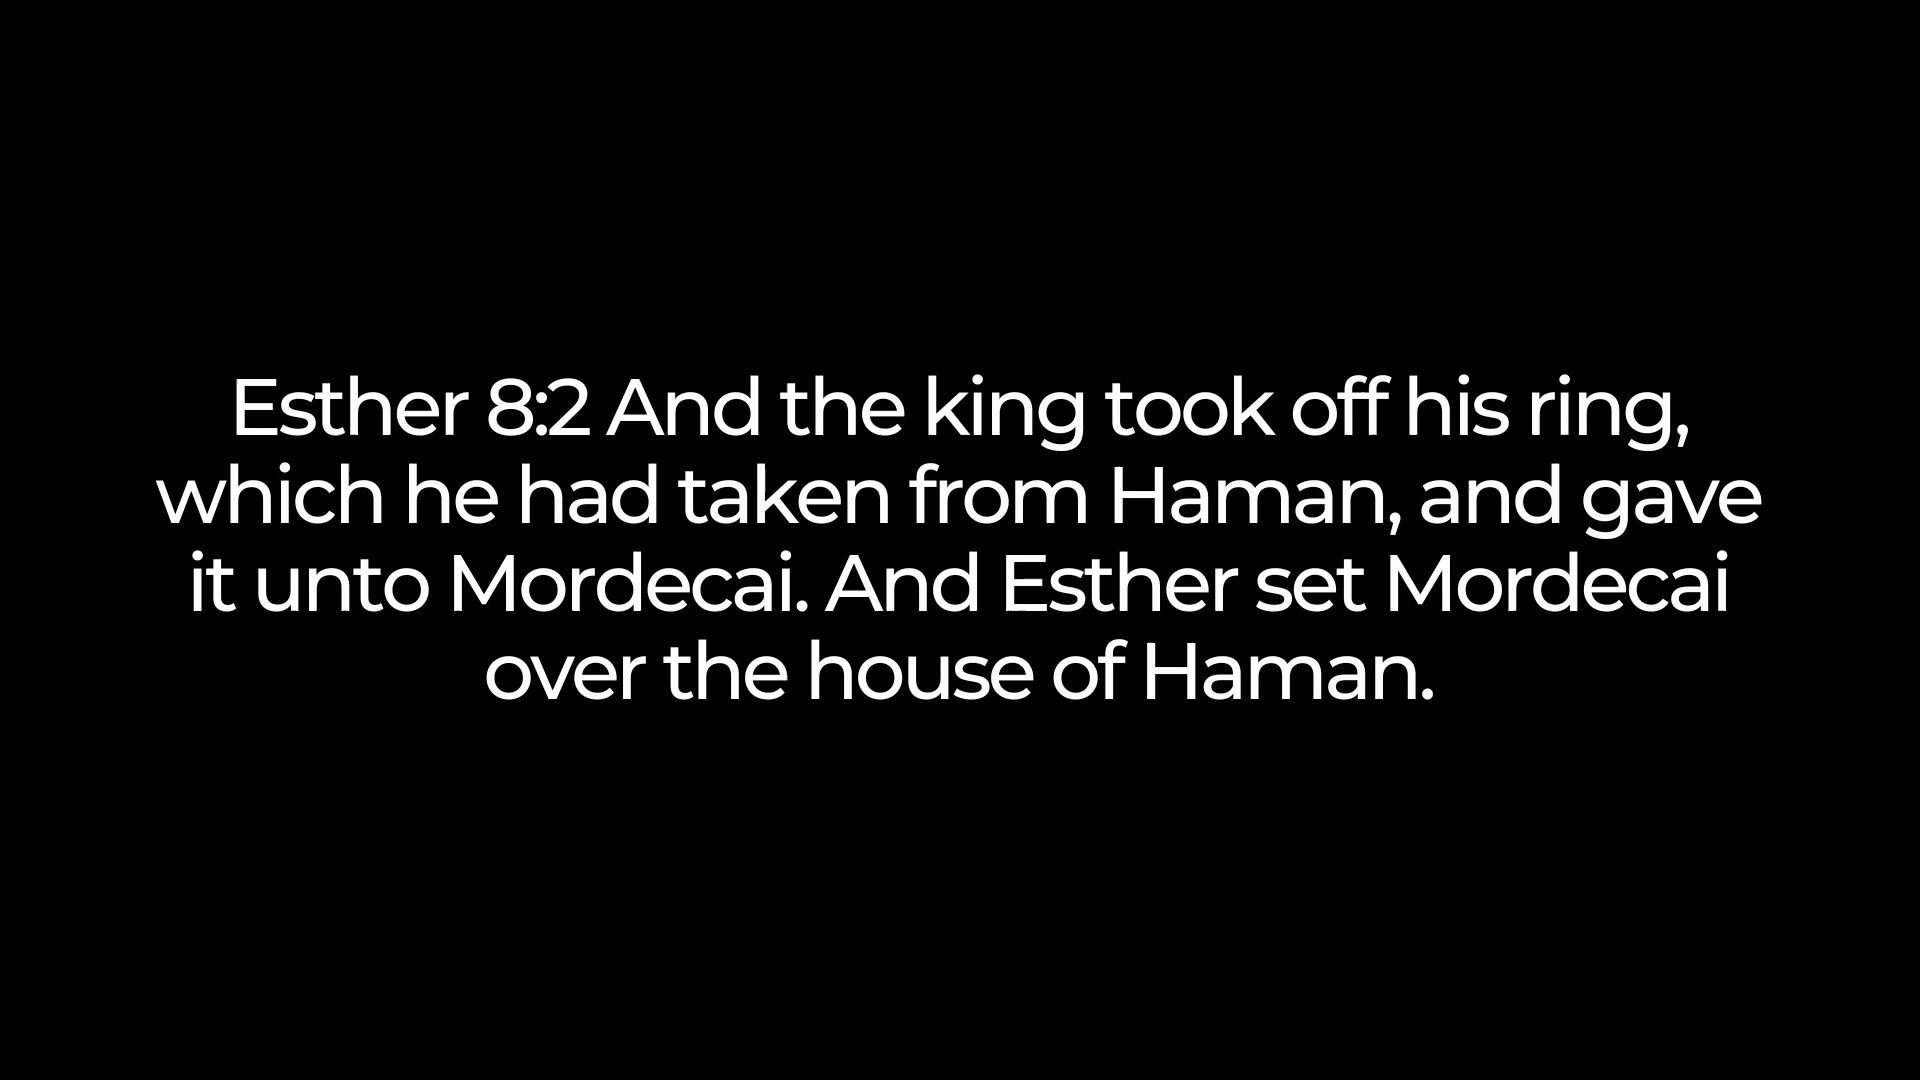 Esther 8:2 And the king took off his ring,
which he had taken from Haman, and gave
it unto Mordecai. And Esther set Mordecai
over the house of Haman.